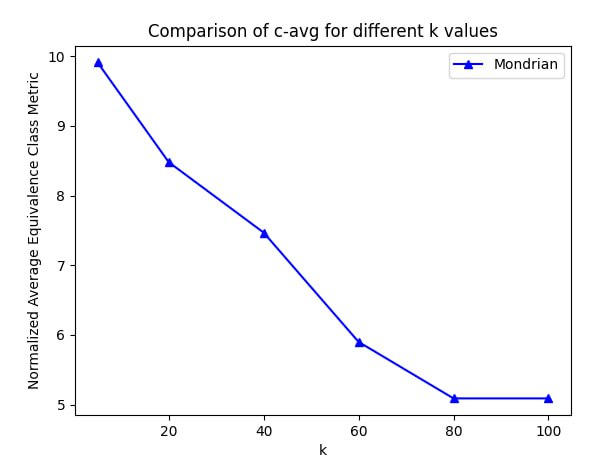 Comparison of c-avg for different k values
Mondrian
Normalized Average Equivalence Class Metric
10
9
8
7
6
5
20 40 60 80 100
k